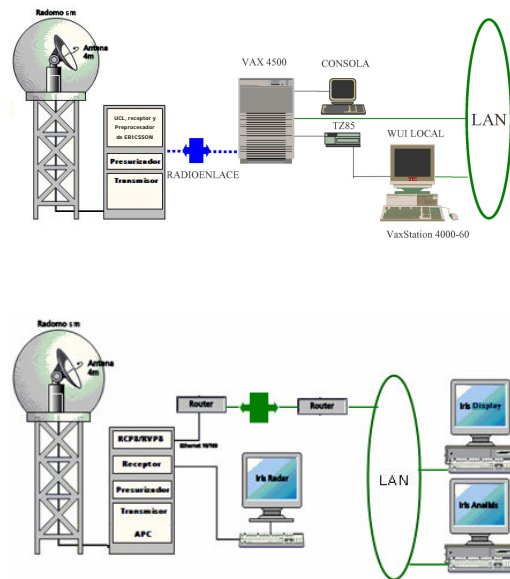 Radomo 6 m
Antena
4m
UCL, receptor y
Preprocesador
de ERICSSON
Presurizador
Transmisor
RADIOENLACE
VAX 4500
CONSOLA
TZ85
WUI LOCAL
LAN
VaxStation 4000-60
Radomo 6 m
Antena
4m
Router
Router
RCP8/RVP8
Ethernet 10/100
Receptor
Presurizador
Transmisor
APC
Iris Radar
LAN
Iris Display
Iris Analisis